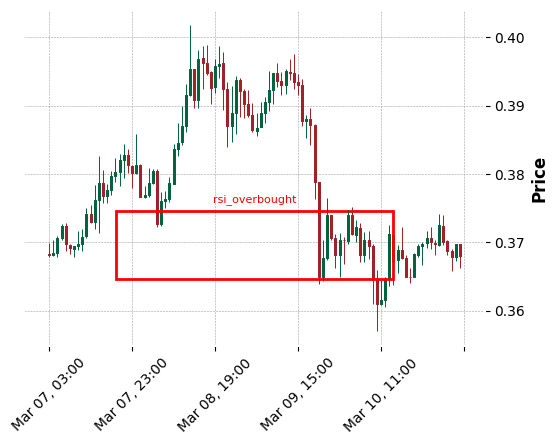 0.40
0.39
0.38
0.37
0.36
Price
rsi_overbought
Mar 07, 03:00
Mar 07, 23:00
Mar 08, 19:00
Mar 09, 15:00
Mar 10, 11:00